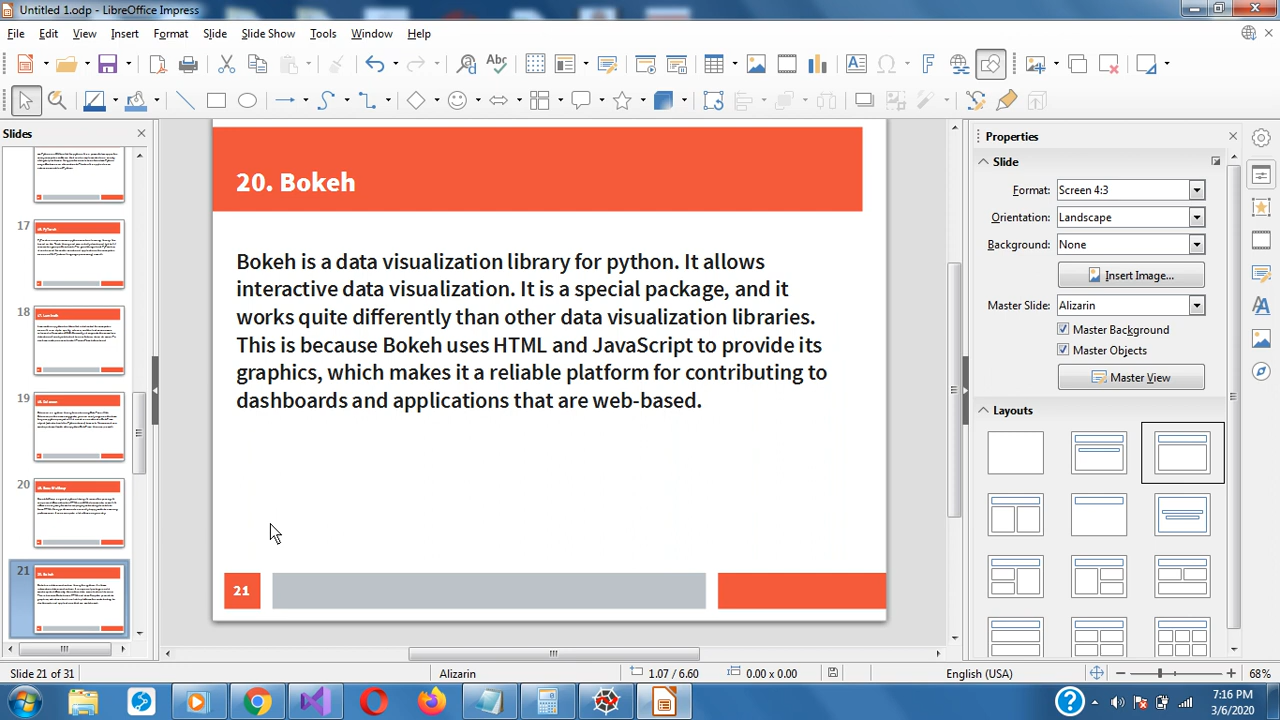 Untitled 1.odp - LibreOffice Impress
File Edit View Insert Format Slide Slide Show Tools Window Help
Slides
Properties
Slide
Format: Screen 4:3
Orientation: Landscape
Background: None
Insert Image...
Master Slide: Alizarin
Master Background
Master Objects
Master View
Layouts
17
18
19
20
21
20. Bokeh
Bokeh is a data visualization library for python. It allows
interactive data visualization. It is a special package, and it
works quite differently than other data visualization libraries.
This is because Bokeh uses HTML and JavaScript to provide its
graphics, which makes it a reliable platform for contributing to
dashboards and applications that are web-based.
21
Slide 21 of 31
Alizarin
1.07 / 6.60
0.00 x 0.00
English (USA)
68%
7:16 PM
3/6/2020